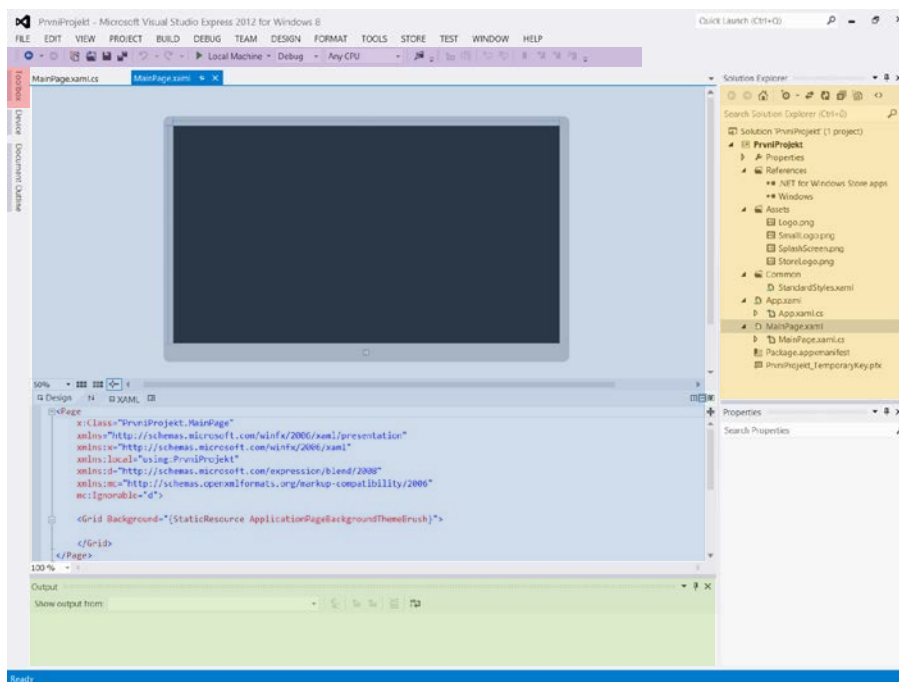 PrvniProjekt - Microsoft Visual Studio Express 2012 for Windows 8
Quick Launch (Ctrl+Q)
FILE EDIT VIEW PROJECT BUILD DEBUG TEAM DESIGN FORMAT TOOLS STORE TEST WINDOW HELP
Local Machine Debug Any CPU
Toolbox
Device
Document Outline
MainPage.xaml.cs
MainPage.xaml
50%
Design XAML
<Page
x:Class="PrvniProjekt.MainPage"
xmlns="http://schemas.microsoft.com/winfx/2006/xaml/presentation"
xmlns:x="http://schemas.microsoft.com/winfx/2006/xaml"
xmlns:local="using:PrvniProjekt"
xmlns:d="http://schemas.microsoft.com/expression/blend/2008"
xmlns:mc="http://schemas.openxmlformats.org/markup-compatibility/2006"
mc:Ignorable="d">
<Grid Background="{StaticResource ApplicationPageBackgroundThemeBrush}">
</Grid>
</Page>
100 %
Output
Show output from:
Solution Explorer
Search Solution Explorer (Ctrl+ů)
Solution 'PrvniProjekt' (1 project)
PrvniProjekt
Properties
References
.NET for Windows Store apps
Windows
Assets
Logo.png
SmallLogo.png
SplashScreen.png
StoreLogo.png
Common
StandardStyles.xaml
App.xaml
App.xaml.cs
MainPage.xaml
MainPage.xaml.cs
Package.appxmanifest
PrvniProjekt_TemporaryKey.pfx
Properties
Search Properties
Ready